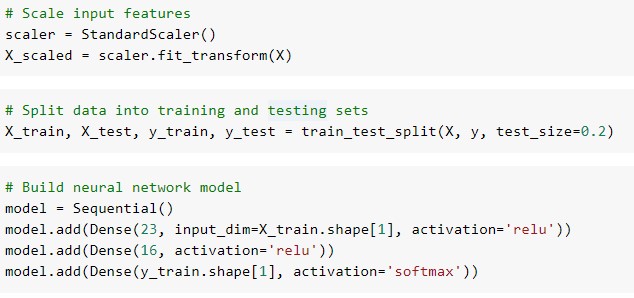 # Scale input features
scaler = StandardScaler()
X_scaled = scaler.fit_transform(X)
# Split data into training and testing sets
X_train, X_test, y_train, y_test = train_test_split(X, y, test_size=0.2)
# Build neural network model
model = Sequential()
model.add(Dense(23, input_dim=X_train.shape[1], activation='relu'))
model.add(Dense(16, activation='relu'))
model.add(Dense(y_train.shape[1], activation='softmax'))